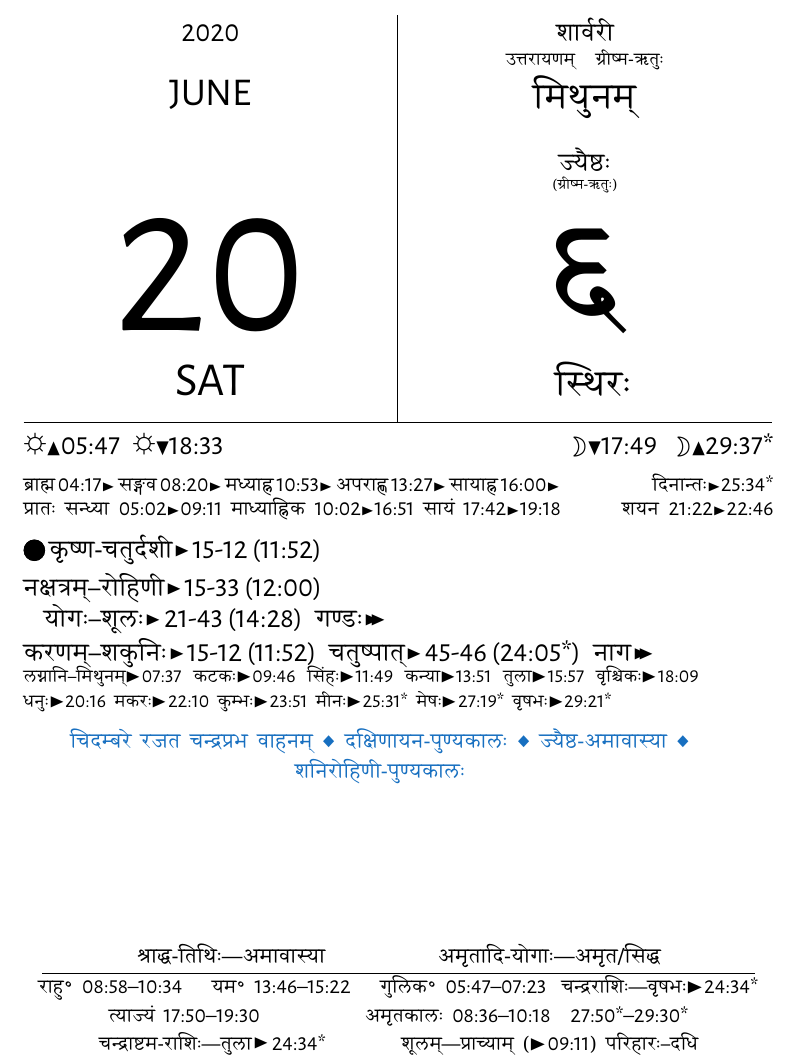 2020
JUNE
20
SAT
शार्वरी
उत्तरायणम् ग्रीष्म-ऋतुः
मिथुनम्
ज्यैष्ठः
(ग्रीष्म-ऋतुः)
६
स्थिरः
☼▲05:47 ☼▼18:33 ☽▼17:49 ☽▲29:37*
ब्राह्म 04:17► सङ्गव 08:20► मध्याह्न 10:53► अपराह्ण 13:27► सायाह्न 16:00► दिनान्तः►25:34*
प्रातः सन्ध्या 05:02►09:11 माध्याह्निक 10:02►16:51 सायं 17:42►19:18 शयन 21:22►22:46
●कृष्ण-चतुर्दशी►15-12 (11:52)
नक्षत्रम्–रोहिणी►15-33 (12:00)
योगः–शूलः►21-43 (14:28) गण्डः►►
करणम्–शकुनिः►15-12 (11:52) चतुष्पात्►45-46 (24:05*) नाग►►
लग्नानि–मिथुनम्►07:37 कटकः►09:46 सिंहः►11:49 कन्या►13:51 तुला►15:57 वृश्चिकः►18:09
धनुः►20:16 मकरः►22:10 कुम्भः►23:51 मीनः►25:31* मेषः►27:19* वृषभः►29:21*
चिदम्बरे रजत चन्द्रप्रभ वाहनम् ◆ दक्षिणायन-पुण्यकालः ◆ ज्यैष्ठ-अमावास्या ◆
शनिरोहिणी-पुण्यकालः
श्राद्ध-तिथिः—अमावास्या अमृतादि-योगाः—अमृत/सिद्ध
राहु° 08:58–10:34 यम° 13:46–15:22 गुलिक° 05:47–07:23 चन्द्रराशिः—वृषभः►24:34*
त्याज्यं 17:50–19:30 अमृतकालः 08:36–10:18 27:50*–29:30*
चन्द्राष्टम-राशिः—तुला►24:34* शूलम्—प्राच्याम् (►09:11) परिहारः–दधि